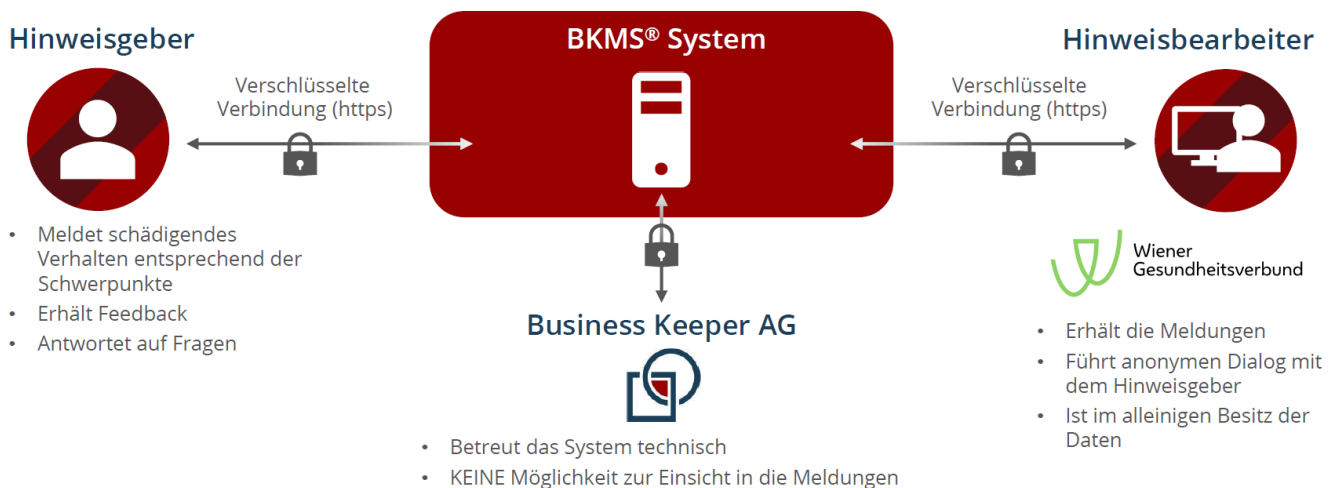 Hinweisgeber
Verschlüsselte
Verbindung (https)
• Meldet schädigendes
Verhalten entsprechend der
Schwerpunkte
• Erhält Feedback
• Antwortet auf Fragen
BKMS® System
Business Keeper AG
• Betreut das System technisch
• KEINE Möglichkeit zur Einsicht in die Meldungen
Hinweisbearbeiter
Verschlüsselte
Verbindung (https)
Wiener
Gesundheitsverbund
• Erhält die Meldungen
• Führt anonymen Dialog mit
dem Hinweisgeber
• Ist im alleinigen Besitz der
Daten